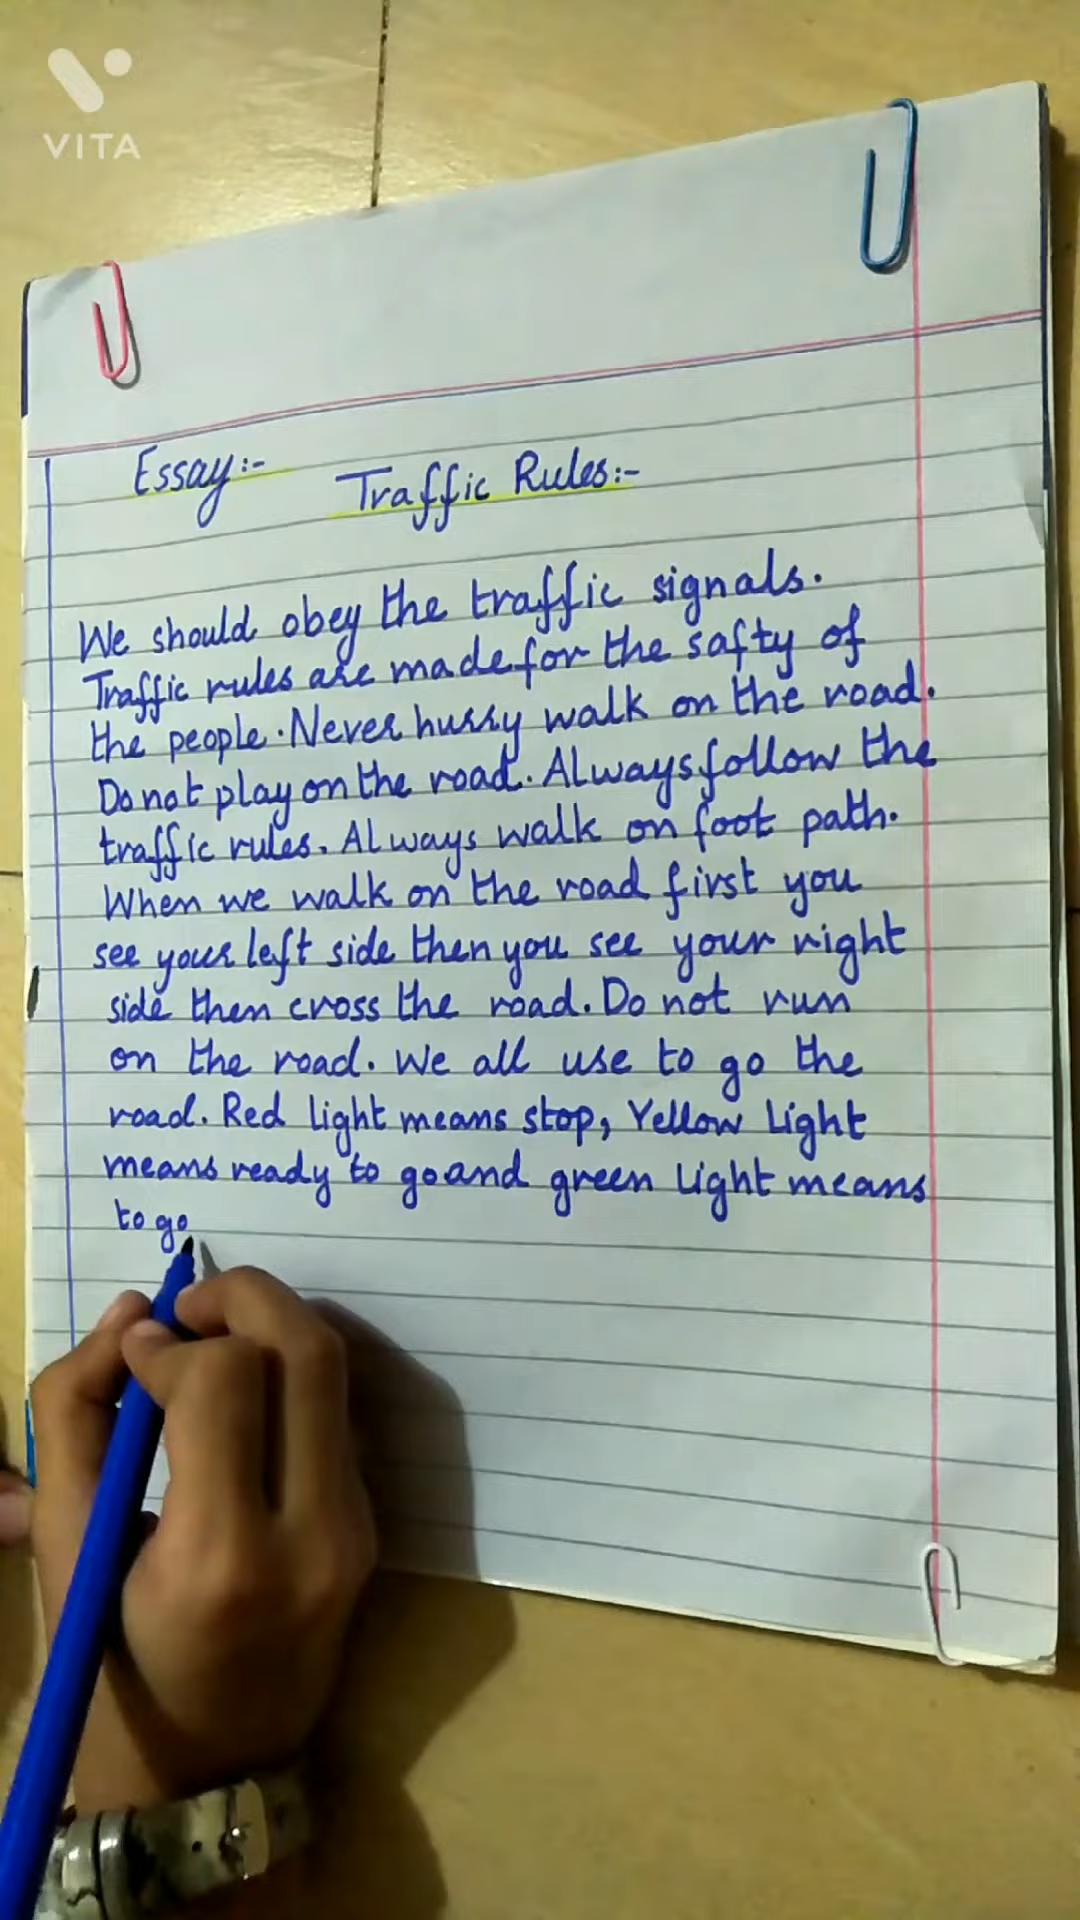 VITA
Essay:-
Traffic Rules:-
We should obey the traffic signals.
Traffic rules are made for the safty of
the people. Never hurry walk on the road.
Do not play on the road. Always follow the
traffic rules. Always walk on foot path.
When we walk on the road first you
see your left side then you see your right
side then cross the road. Do not run
on the road. We all use to go the
road. Red light means stop, Yellow light
means ready to go and green light means
to go